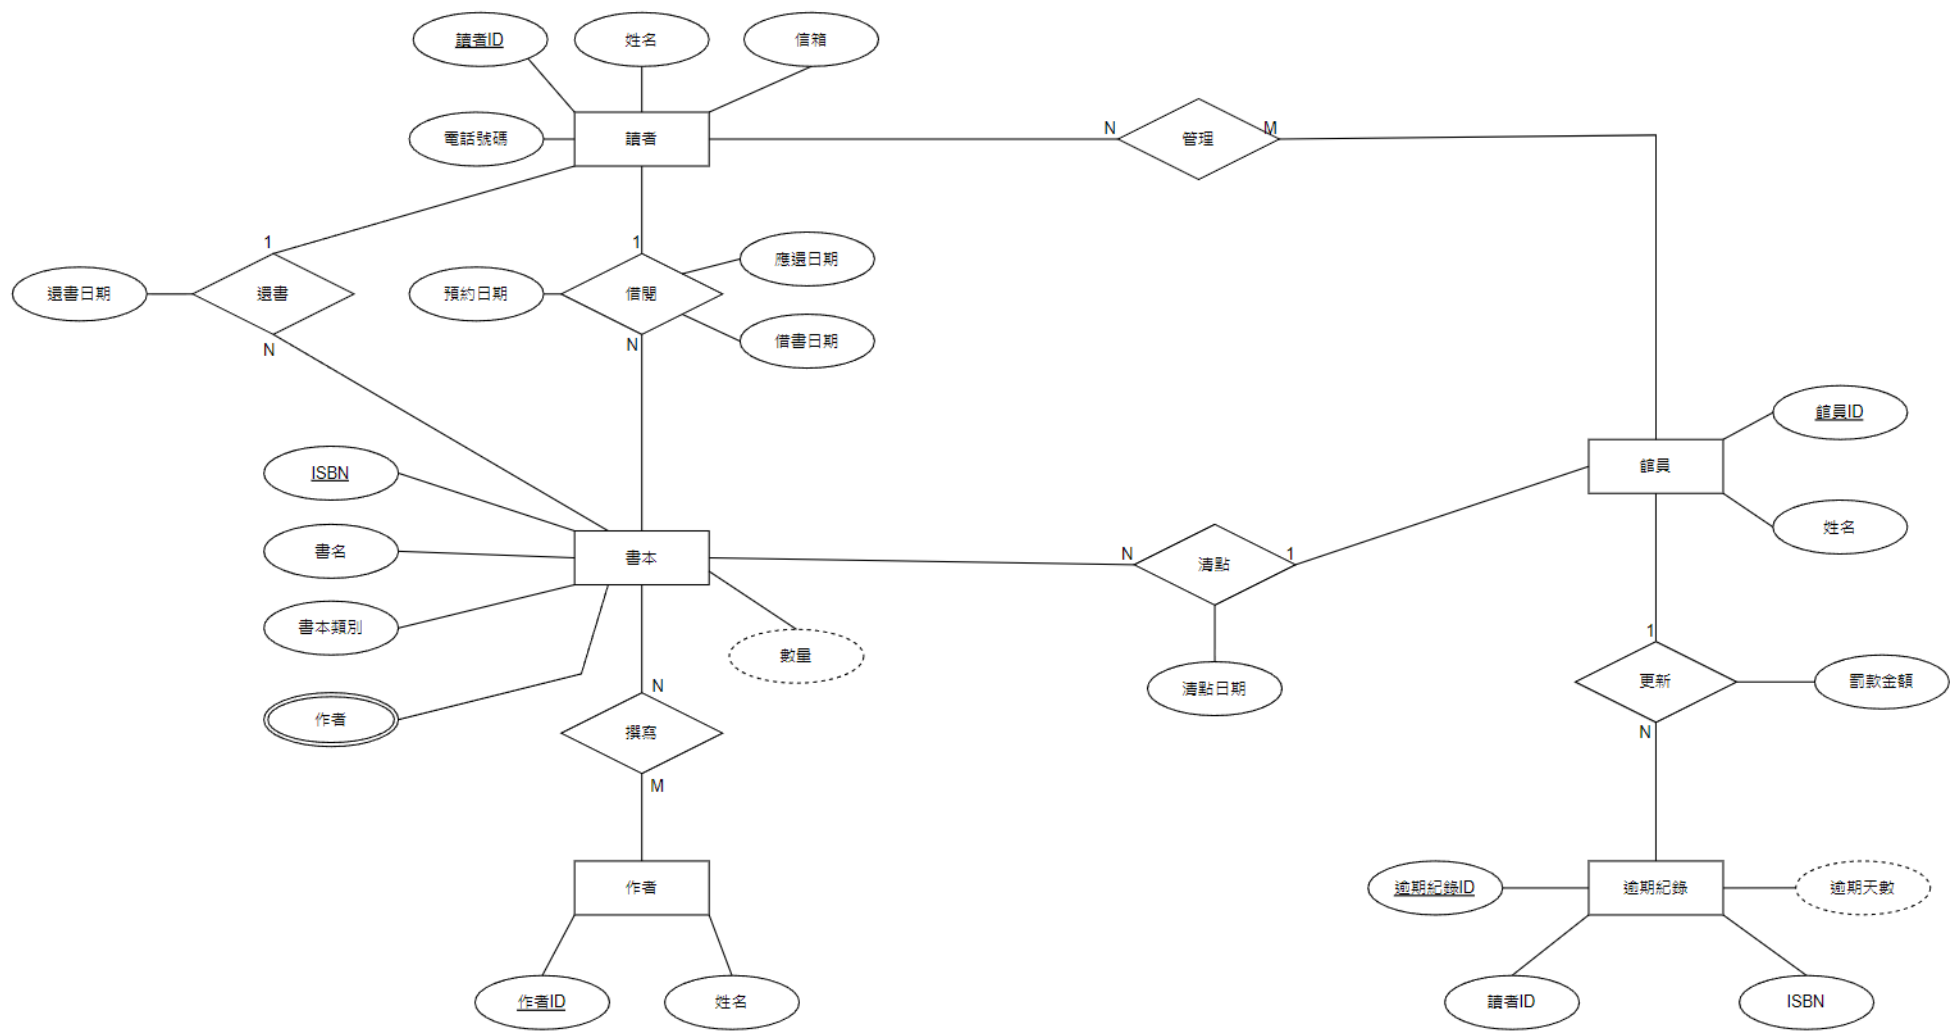 讀者ID
姓名
信箱
電話號碼
讀者
N
管理
M
1
1
還書日期
還書
預約日期
借閱
應還日期
借書日期
N
N
館員ID
館員
姓名
ISBN
書名
書本
書本類別
作者
數量
N
清點
1
清點日期
1
更新
罰款金額
N
N
撰寫
M
作者
作者ID
姓名
逾期紀錄ID
逾期紀錄
逾期天數
讀者ID
ISBN